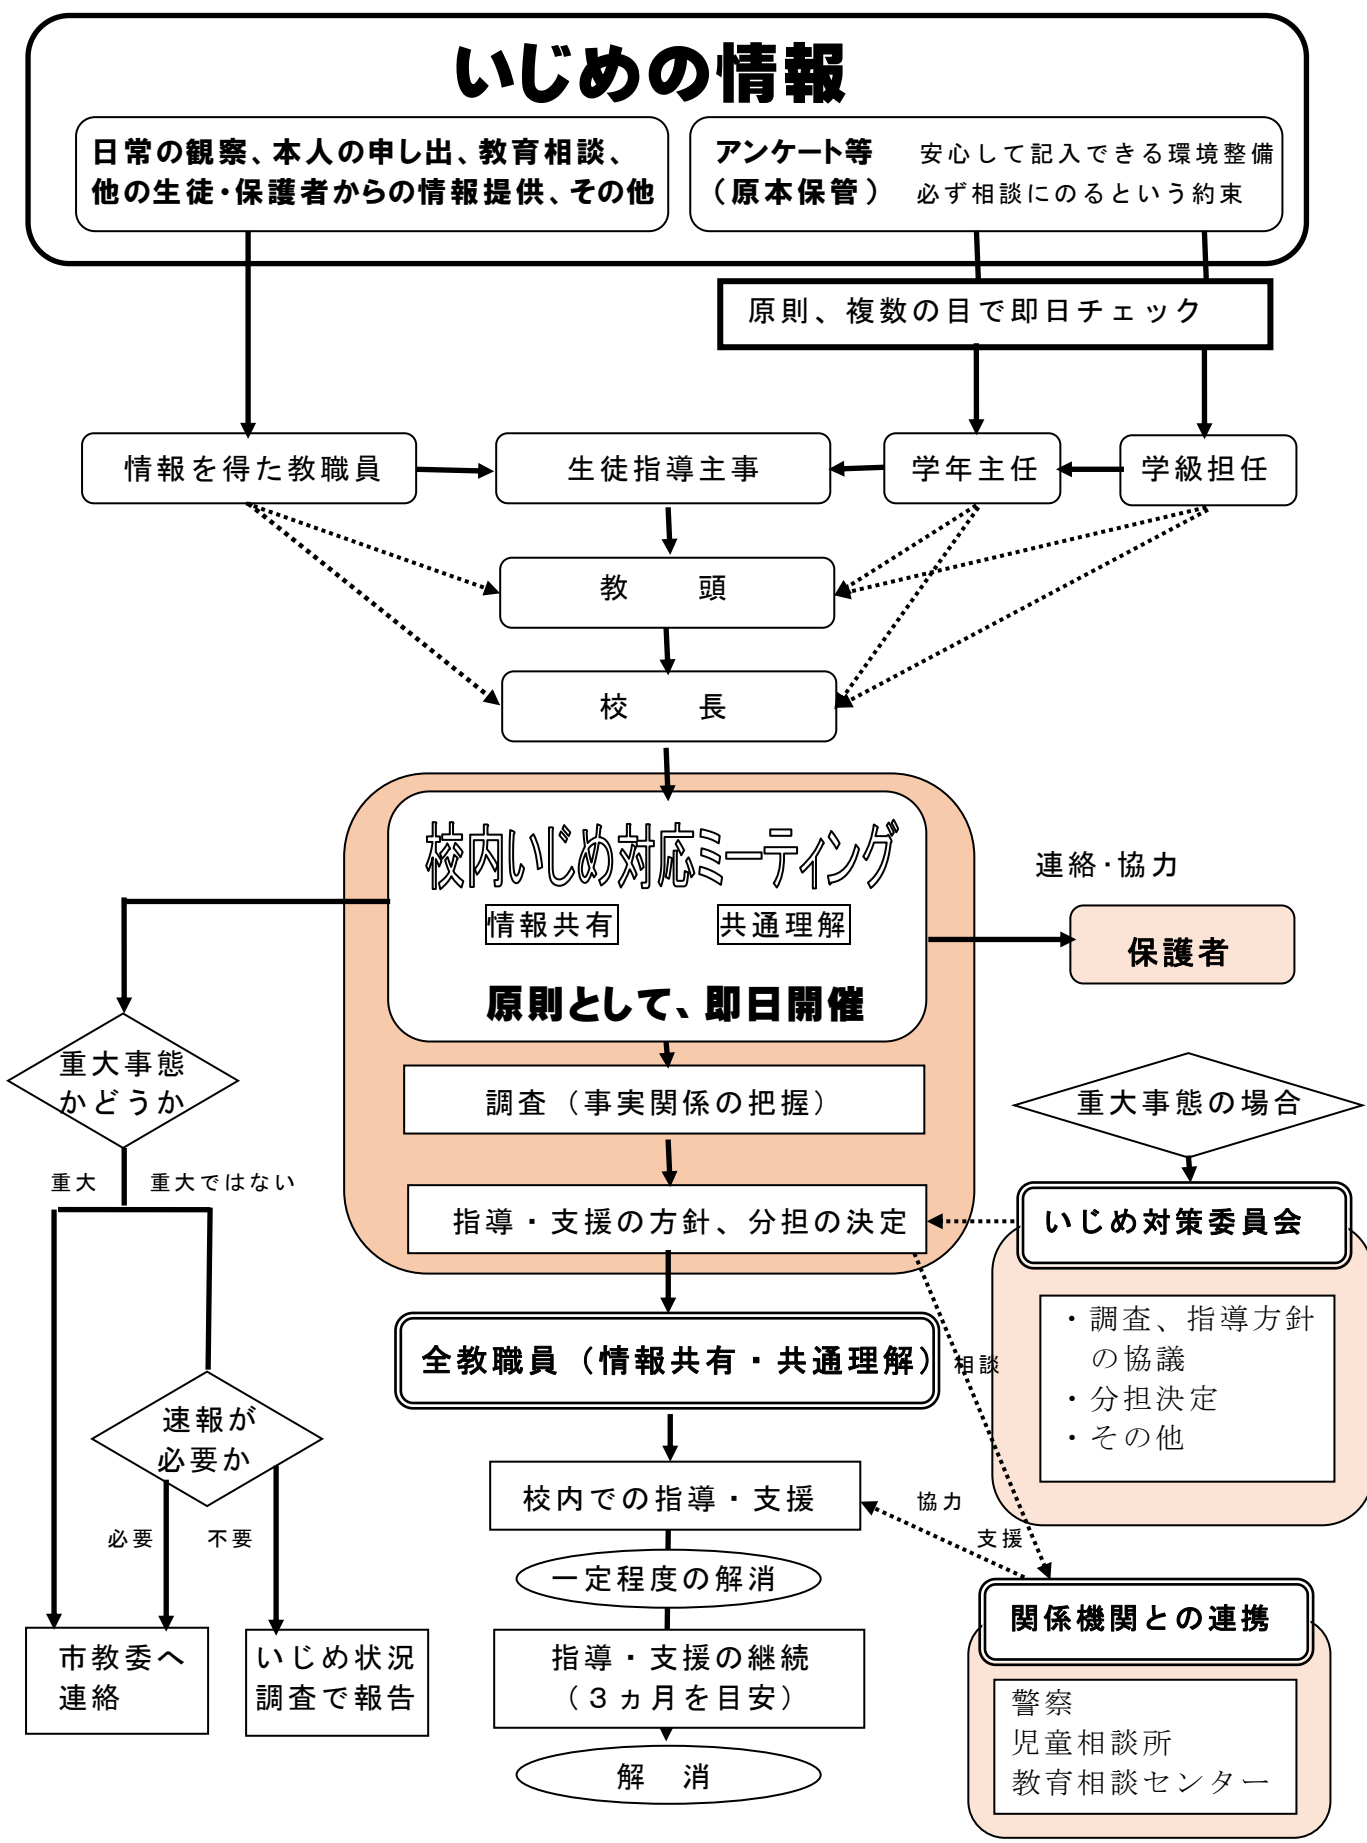 いじめの情報
日常の観察、本人の申し出、教育相談、
他の生徒・保護者からの情報提供、その他
アンケート等 安心して記入できる環境整備
（原本保管） 必ず相談にのるという約束
原則、複数の目で即日チェック
情報を得た教職員
生徒指導主事
学年主任
学級担任
教 頭
校 長
校内いじめ対応ミーティング
情報共有
共通理解
原則として、即日開催
連絡・協力
保護者
重大事態
かどうか
調査（事実関係の把握）
重大事態の場合
重大
重大ではない
指導・支援の方針、分担の決定
いじめ対策委員会
・調査、指導方針
の協議
・分担決定
・その他
全教職員（情報共有・共通理解）
相談
速報が
必要か
校内での指導・支援
協力
支援
必要
不要
一定程度の解消
関係機関との連携
市教委へ
連絡
いじめ状況
調査で報告
指導・支援の継続
（３ヵ月を目安）
警察
児童相談所
教育相談センター
解 消